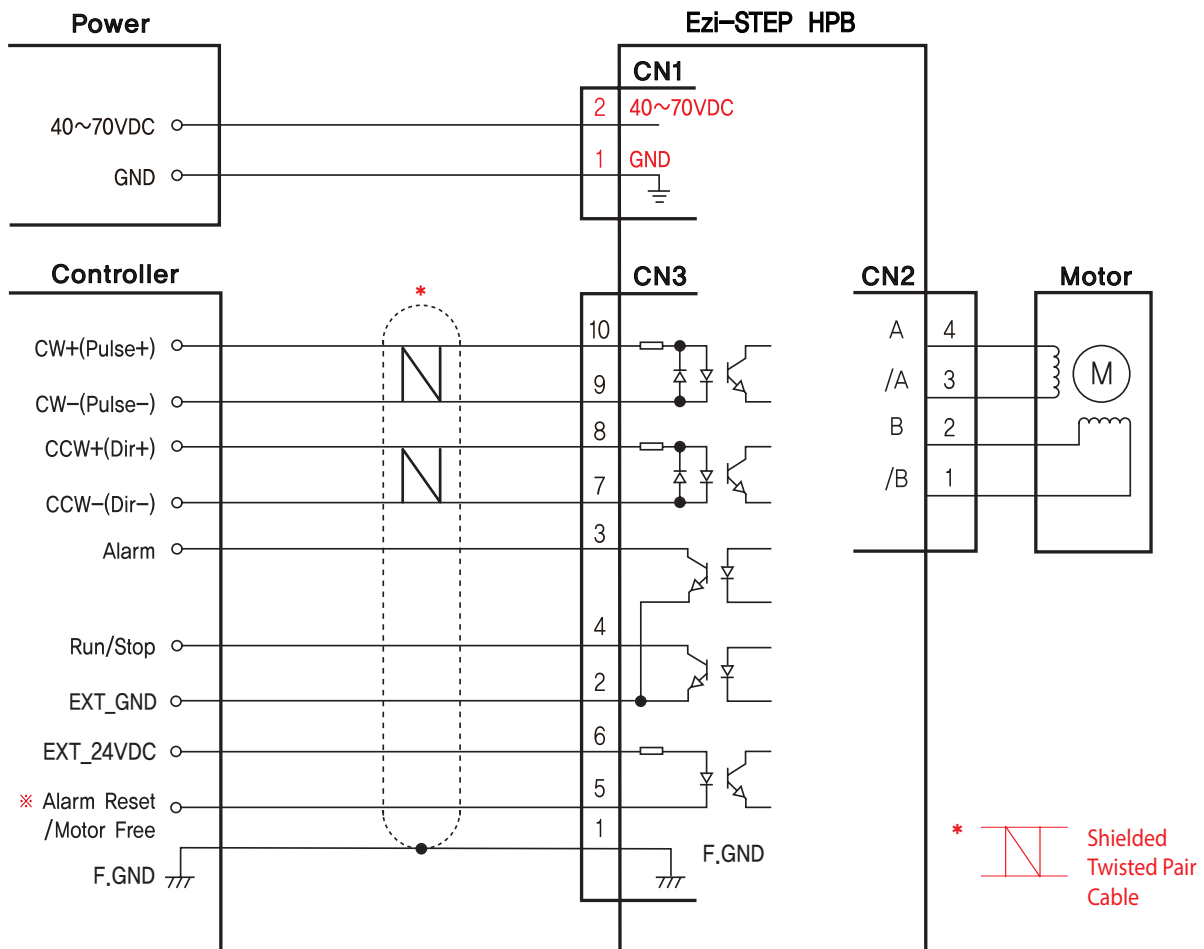 Power
Ezi-STEP HPB
CN1
40~70VDC
2 40~70VDC
GND
1 GND
Controller
*
CN3
CN2
Motor
CW+(Pulse+)
10
A 4
CW-(Pulse-)
9
/A 3
M
CCW+(Dir+)
8
B 2
CCW-(Dir-)
7
/B 1
Alarm
3
Run/Stop
4
EXT_GND
2
EXT_24VDC
6
※ Alarm Reset
/Motor Free
5
1
F.GND
F.GND
* Shielded
Twisted Pair
Cable